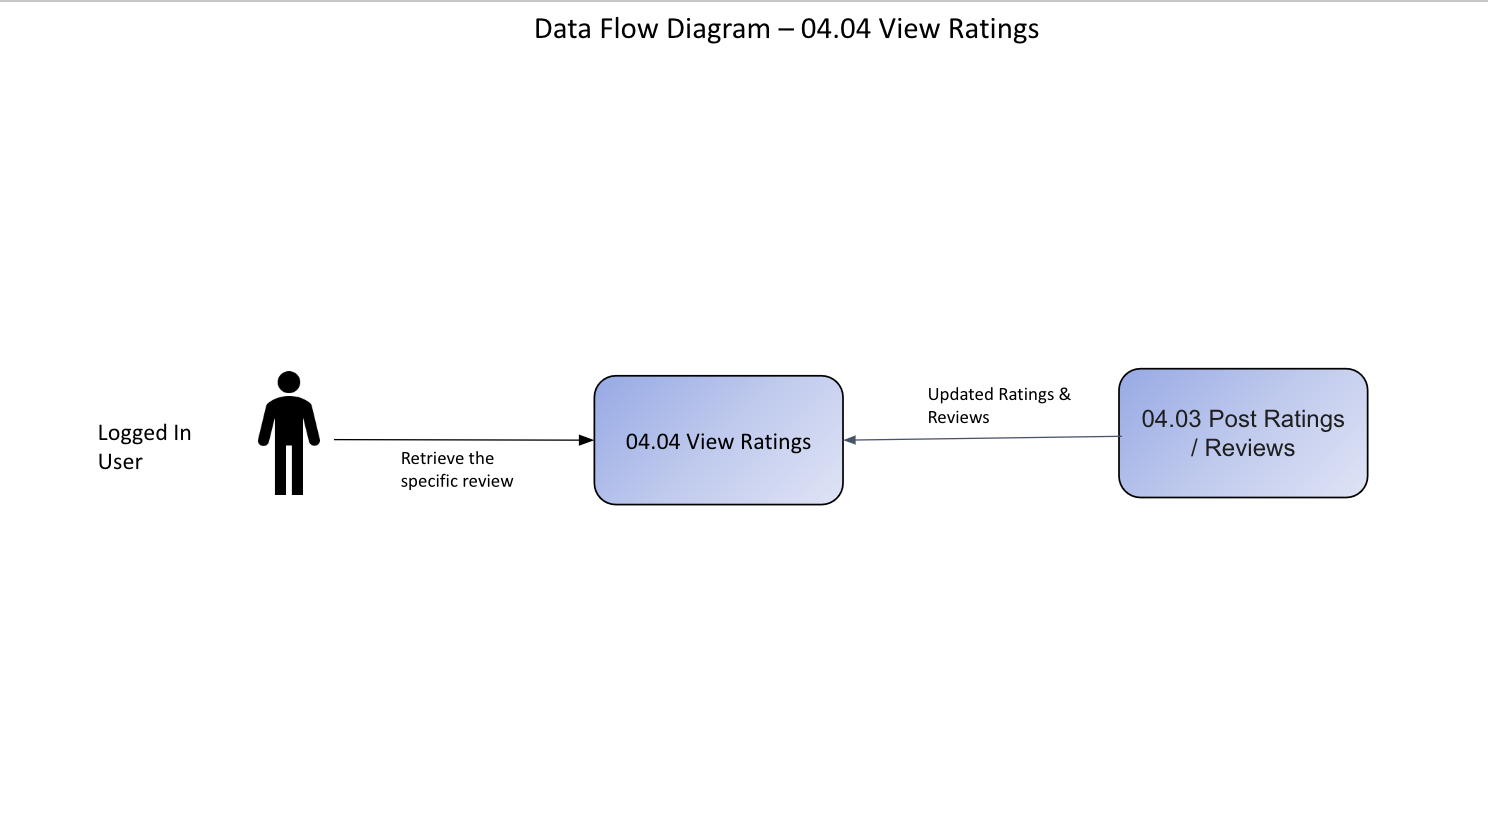 Data Flow Diagram – 04.04 View Ratings
Logged In
User
Retrieve the
specific review
04.04 View Ratings
Updated Ratings &
Reviews
04.03 Post Ratings
/ Reviews